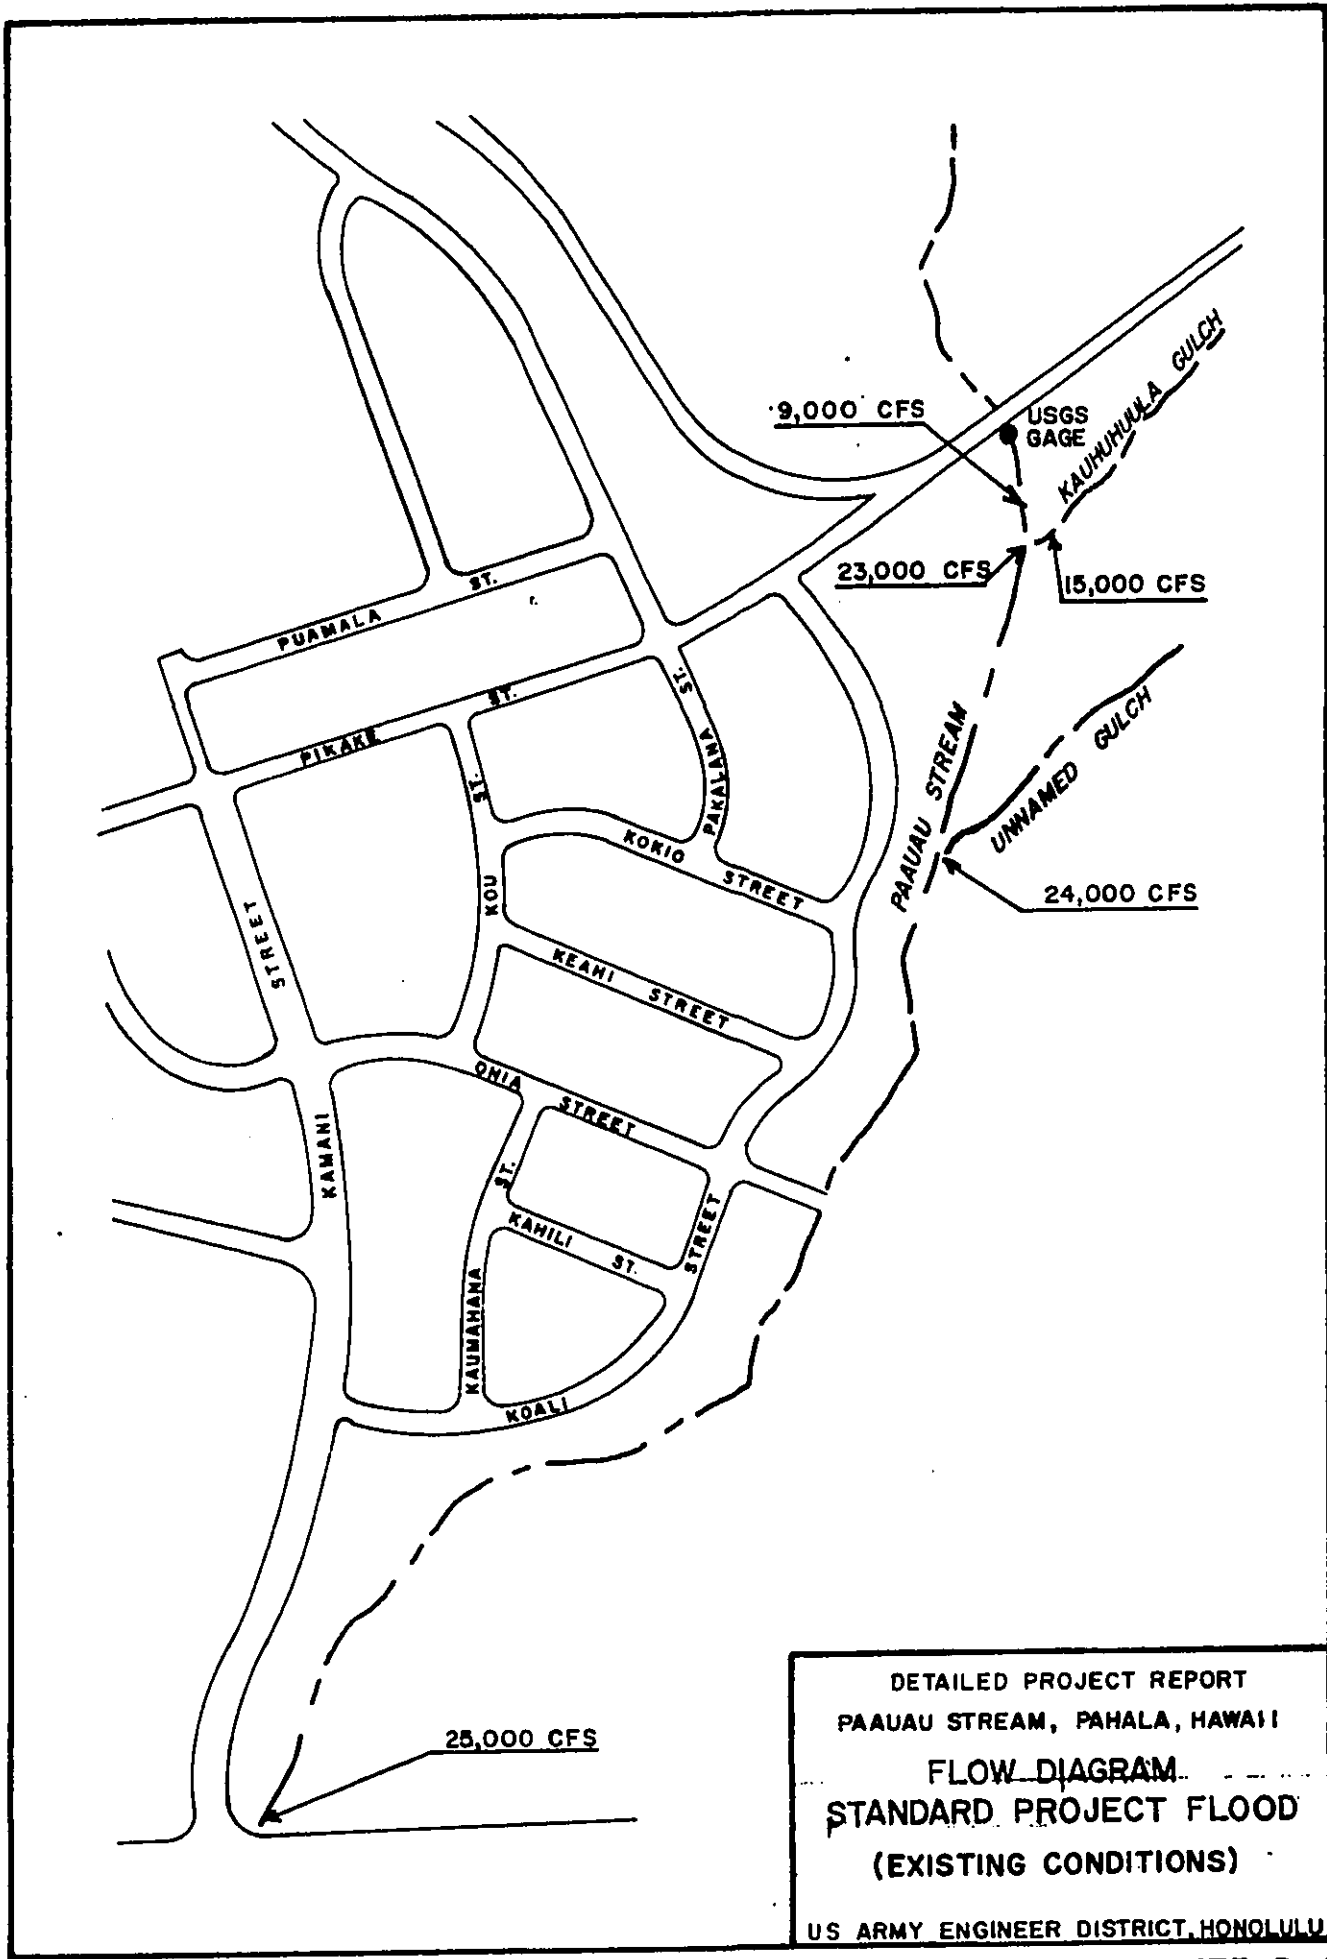 9,000 CFS
USGS
GAGE
KAUHUHUULA GULCH
23,000 CFS
15,000 CFS
PUAMALA ST.
PIKAKE ST.
PAKALANA ST.
KOU ST.
KOKIO STREET
PAAUAU STREAM
UNNAMED GULCH
24,000 CFS
KEAHI STREET
KAMANI STREET
OHIA STREET
KAUMAHANA ST.
KAHILI ST.
KOALI STREET
25,000 CFS
DETAILED PROJECT REPORT
PAAUAU STREAM, PAHALA, HAWAII
FLOW DIAGRAM
STANDARD PROJECT FLOOD
(EXISTING CONDITIONS)
US ARMY ENGINEER DISTRICT, HONOLULU